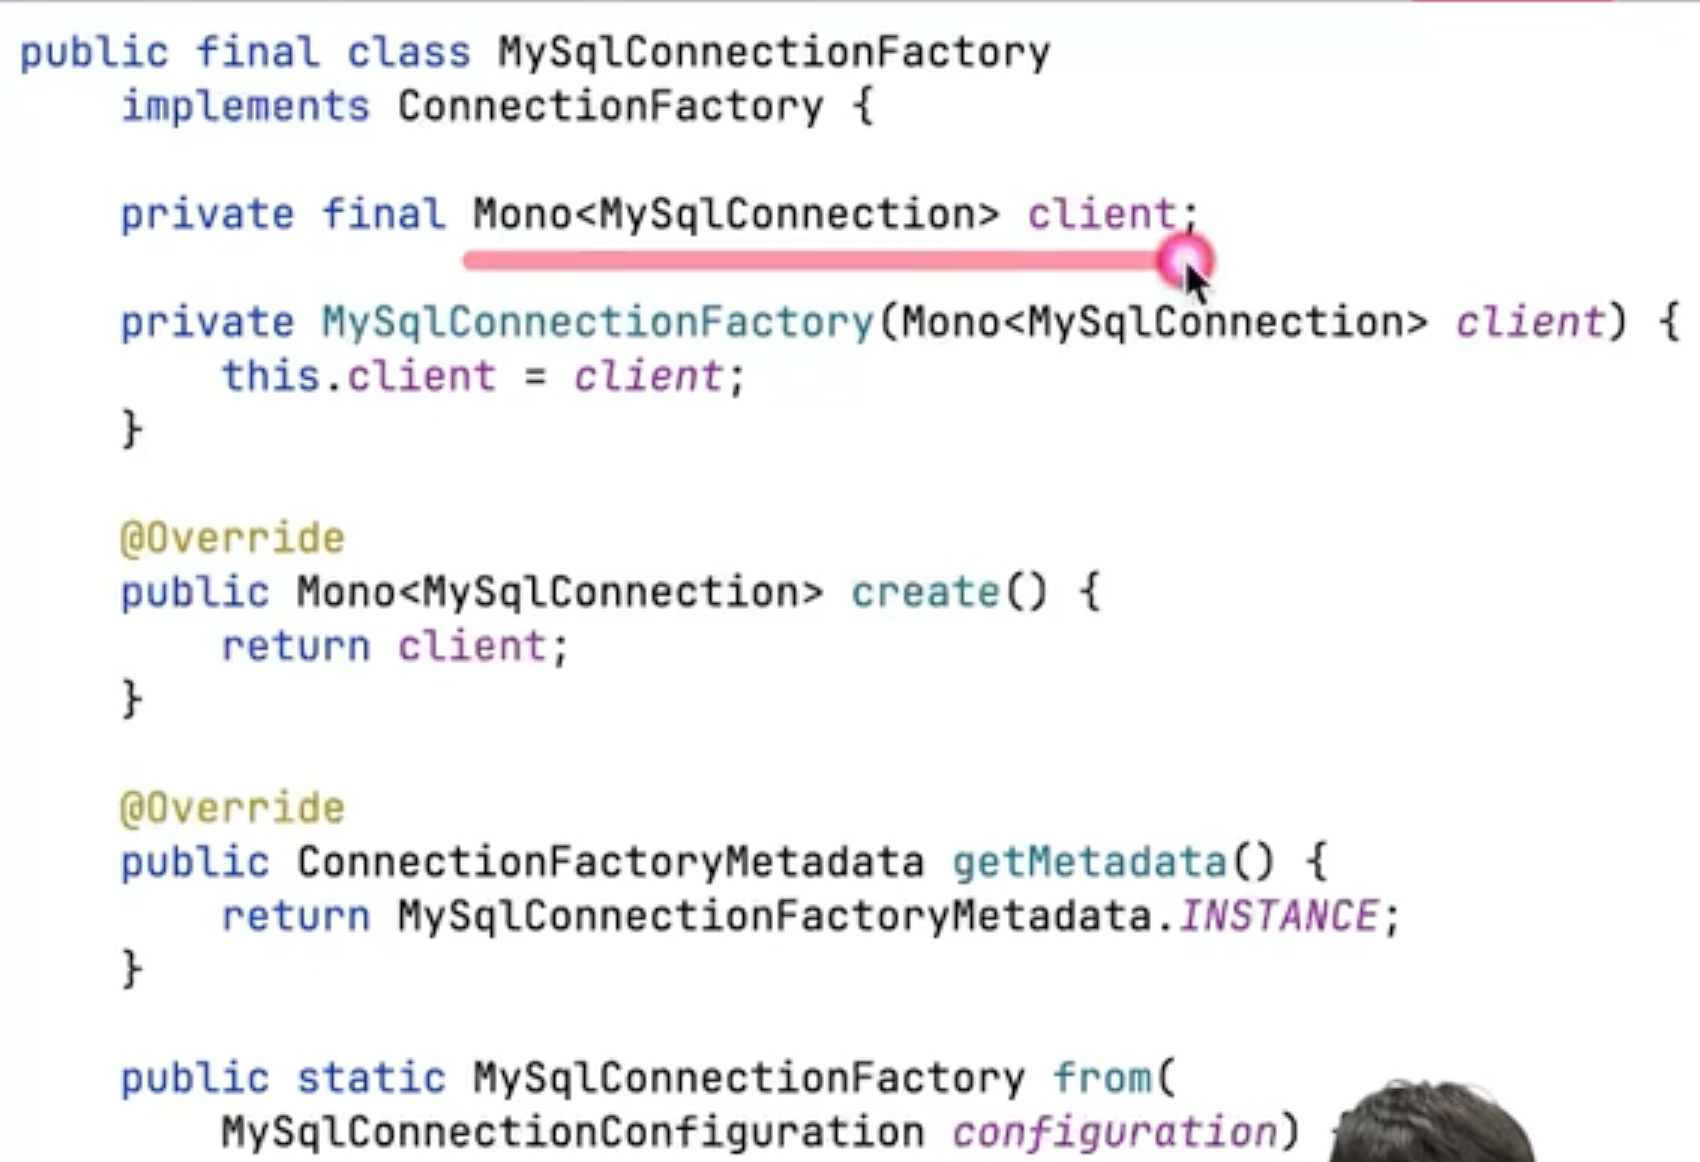 public final class MySqlConnectionFactory
implements ConnectionFactory {
private final Mono<MySqlConnection> client;
private MySqlConnectionFactory(Mono<MySqlConnection> client) {
this.client = client;
}
@Override
public Mono<MySqlConnection> create() {
return client;
}
@Override
public ConnectionFactoryMetadata getMetadata() {
return MySqlConnectionFactoryMetadata.INSTANCE;
}
public static MySqlConnectionFactory from(
MySqlConnectionConfiguration configuration)